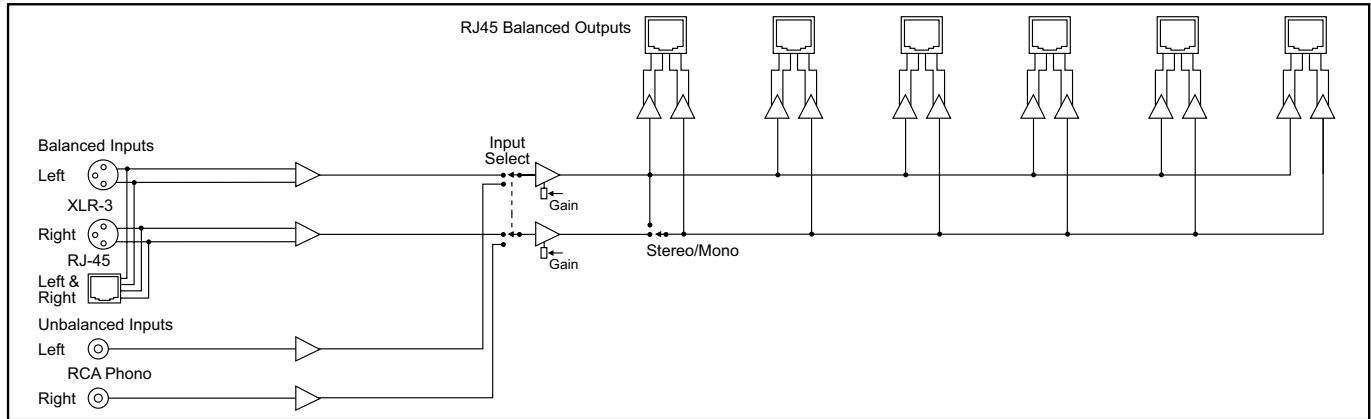 RJ45 Balanced Outputs
Balanced Inputs
Left
XLR-3
Right
RJ-45
Left &
Right
Unbalanced Inputs
Left
RCA Phono
Right
Input
Select
Gain
Gain
Stereo/Mono